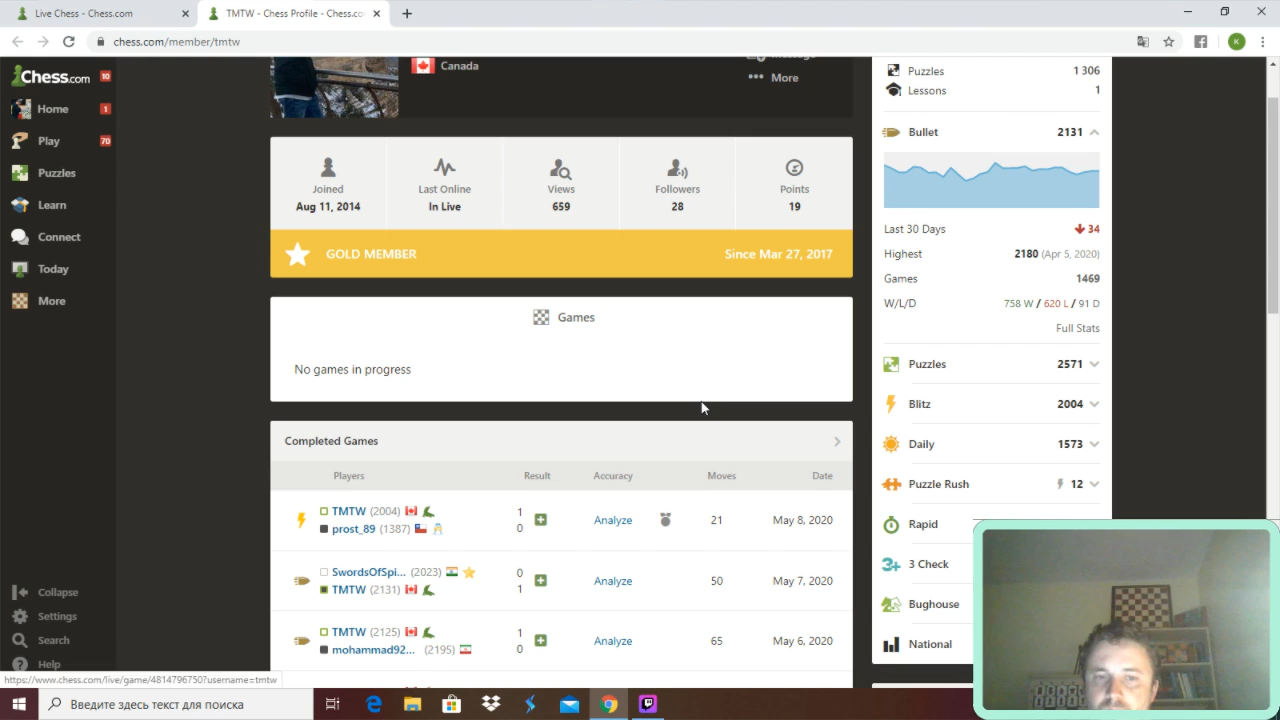 Live Chess - Chess.com
TMTW - Chess Profile - Chess.co
chess.com/member/tmtw
K
Chess.com 10
Home 1
Play 70
Puzzles
Learn
Connect
Today
More
Collapse
Settings
Search
Help
Canada
More
Joined
Aug 11, 2014
Last Online
In Live
Views
659
Followers
28
Points
19
GOLD MEMBER
Since Mar 27, 2017
Games
No games in progress
Completed Games
Players Result Accuracy Moves Date
TMTW (2004) 1
prost_89 (1387) 0
Analyze 21 May 8, 2020
SwordsOfSpi... (2023) 0
TMTW (2131) 1
Analyze 50 May 7, 2020
TMTW (2125) 1
mohammad92... (2195) 0
Analyze 65 May 6, 2020
Puzzles 1 306
Lessons 1
Bullet 2131
Last 30 Days 34
Highest 2180 (Apr 5, 2020)
Games 1469
W/L/D 758 W / 620 L / 91 D
Full Stats
Puzzles 2571
Blitz 2004
Daily 1573
Puzzle Rush 12
Rapid
3 Check
Bughouse
National
https://www.chess.com/live/game/4814796750?username=tmtw
Введите здесь текст для поиска